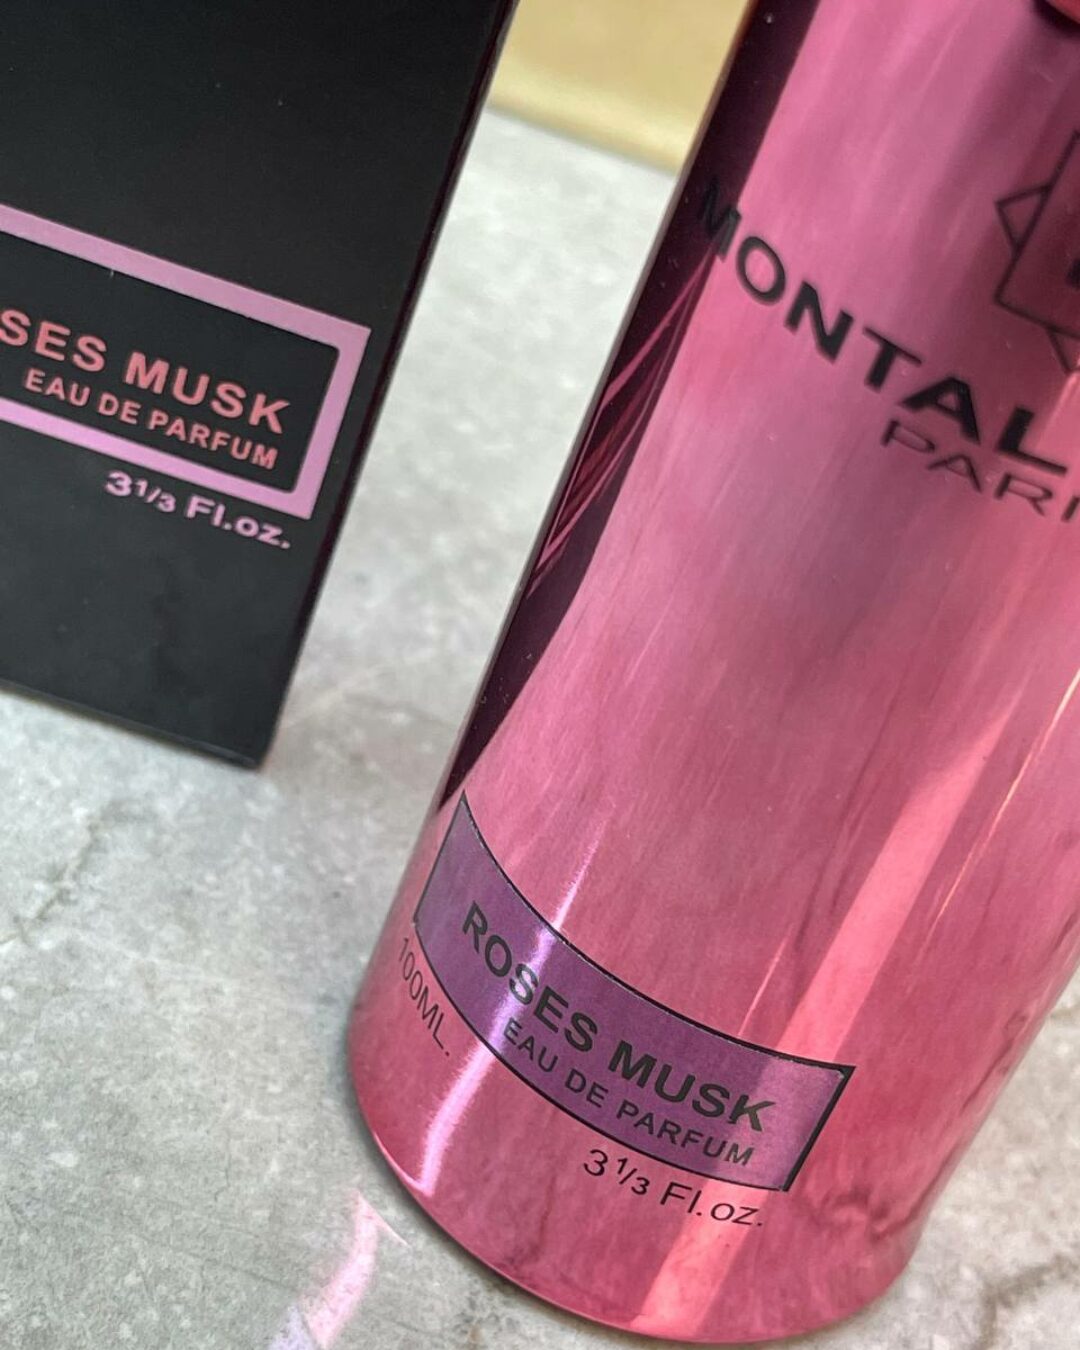 SES MUSK
EAU DE PARFUM
3 1/3 Fl.oz.
MONTAL
PARI
ROSES MUSK
EAU DE PARFUM
100ML.
3 1/3 Fl.oz.